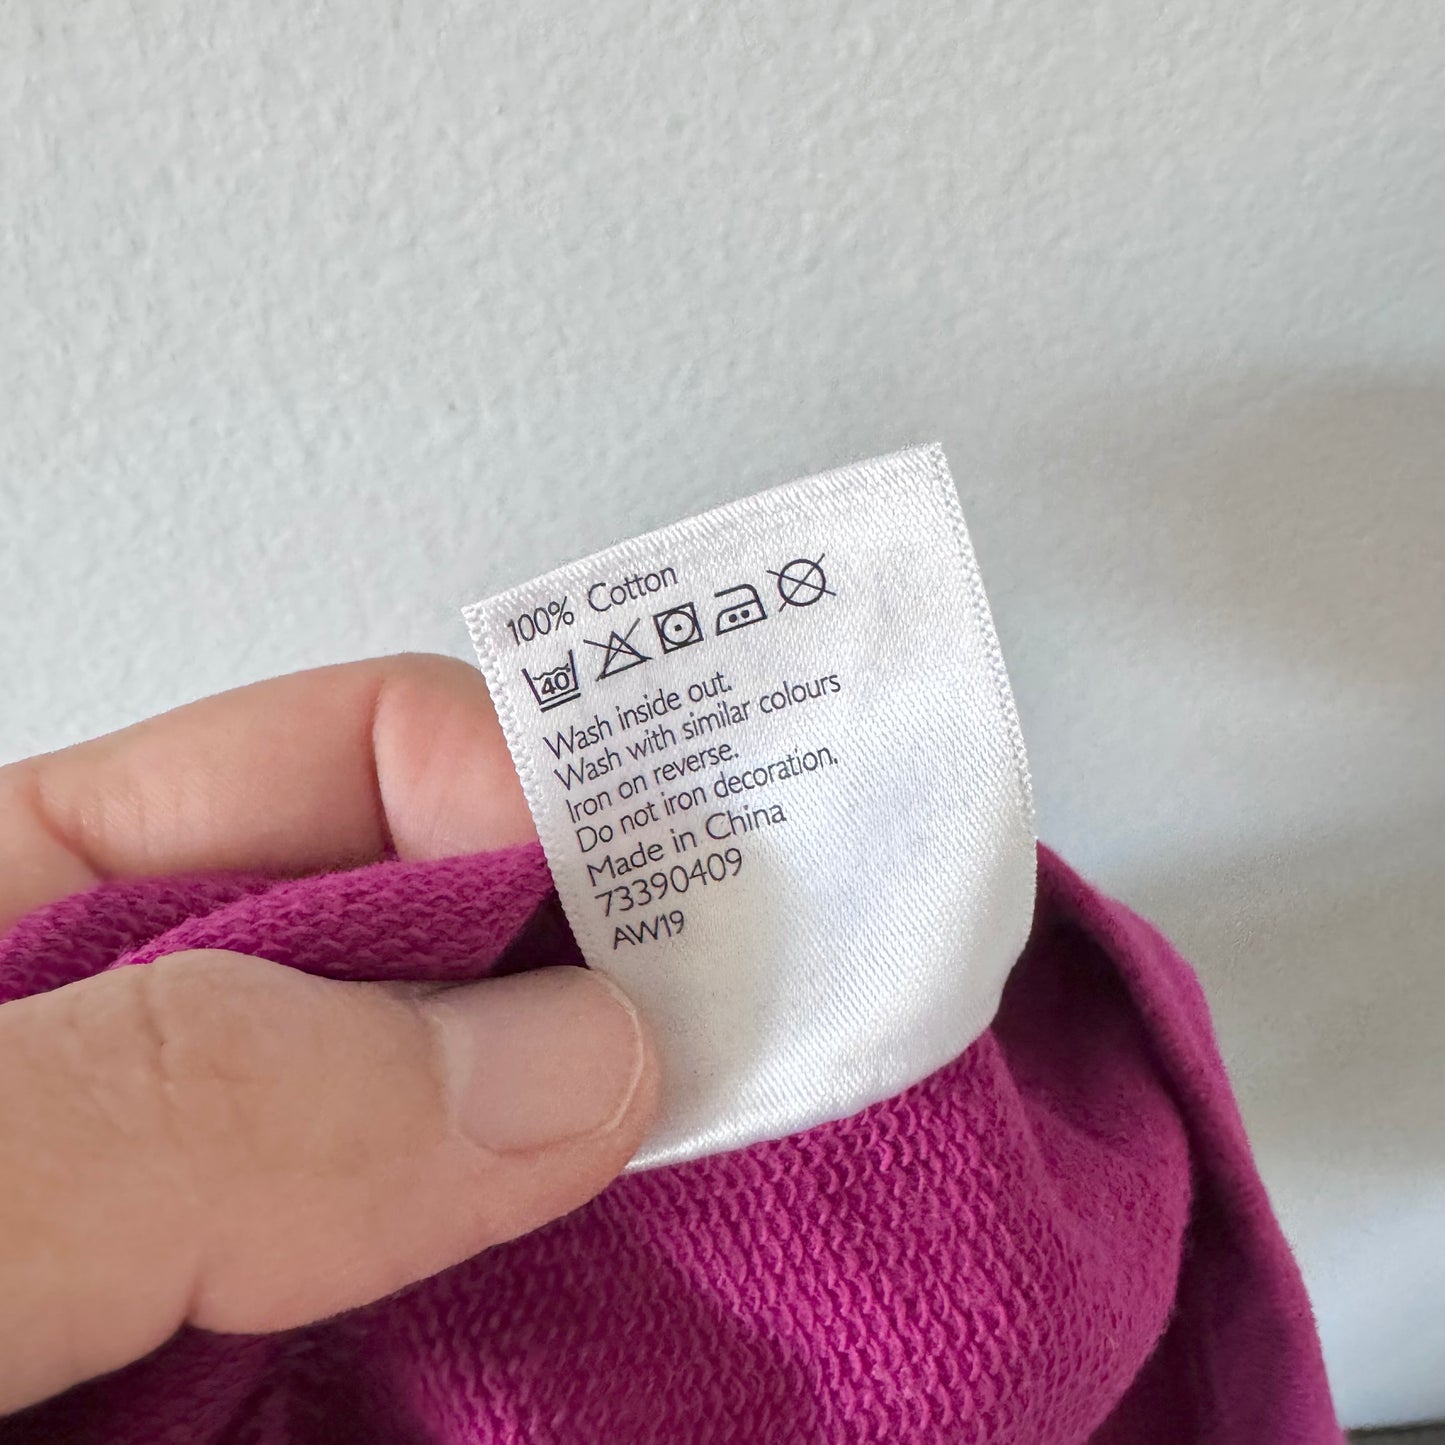 100% Cotton
40°
Wash inside out.
Wash with similar colours
Iron on reverse.
Do not iron decoration.
Made in China
73390409
AW19